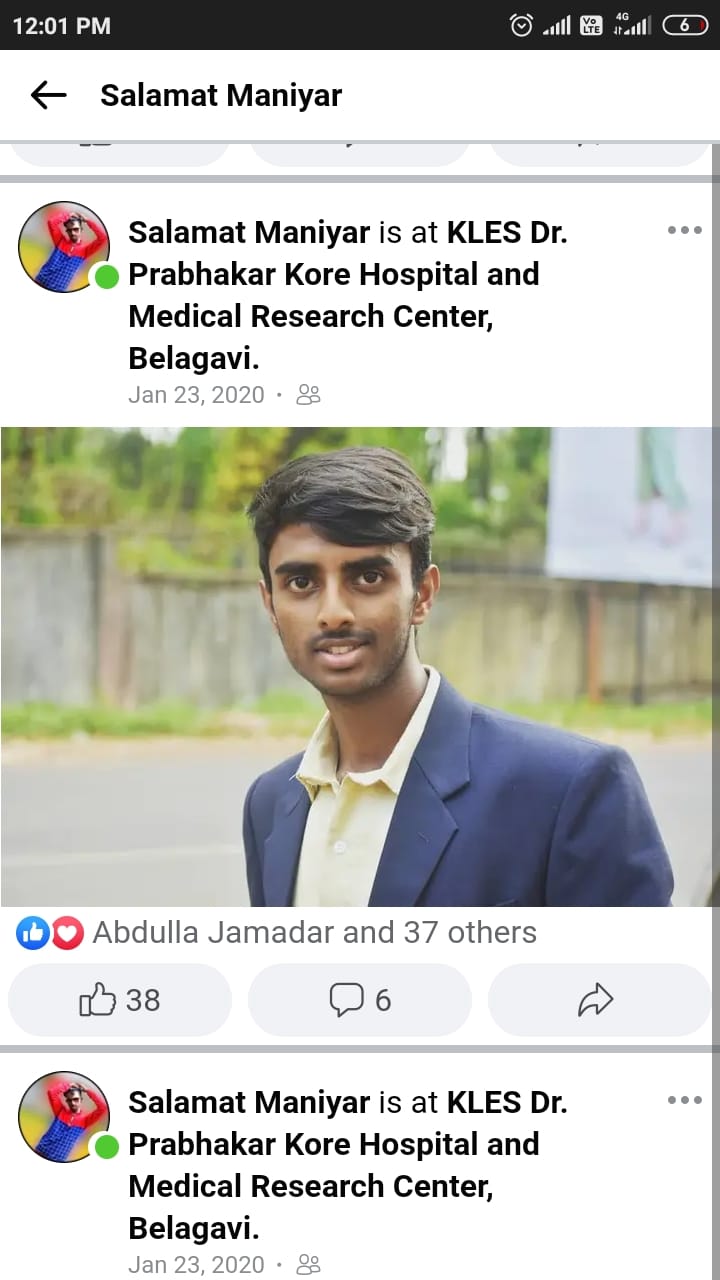 12:01 PM
Vo LTE
4G
6
Salamat Maniyar
Salamat Maniyar is at KLES Dr.
Prabhakar Kore Hospital and
Medical Research Center,
Belagavi.
Jan 23, 2020 ·
Abdulla Jamadar and 37 others
38
6
Salamat Maniyar is at KLES Dr.
Prabhakar Kore Hospital and
Medical Research Center,
Belagavi.
Jan 23, 2020 ·